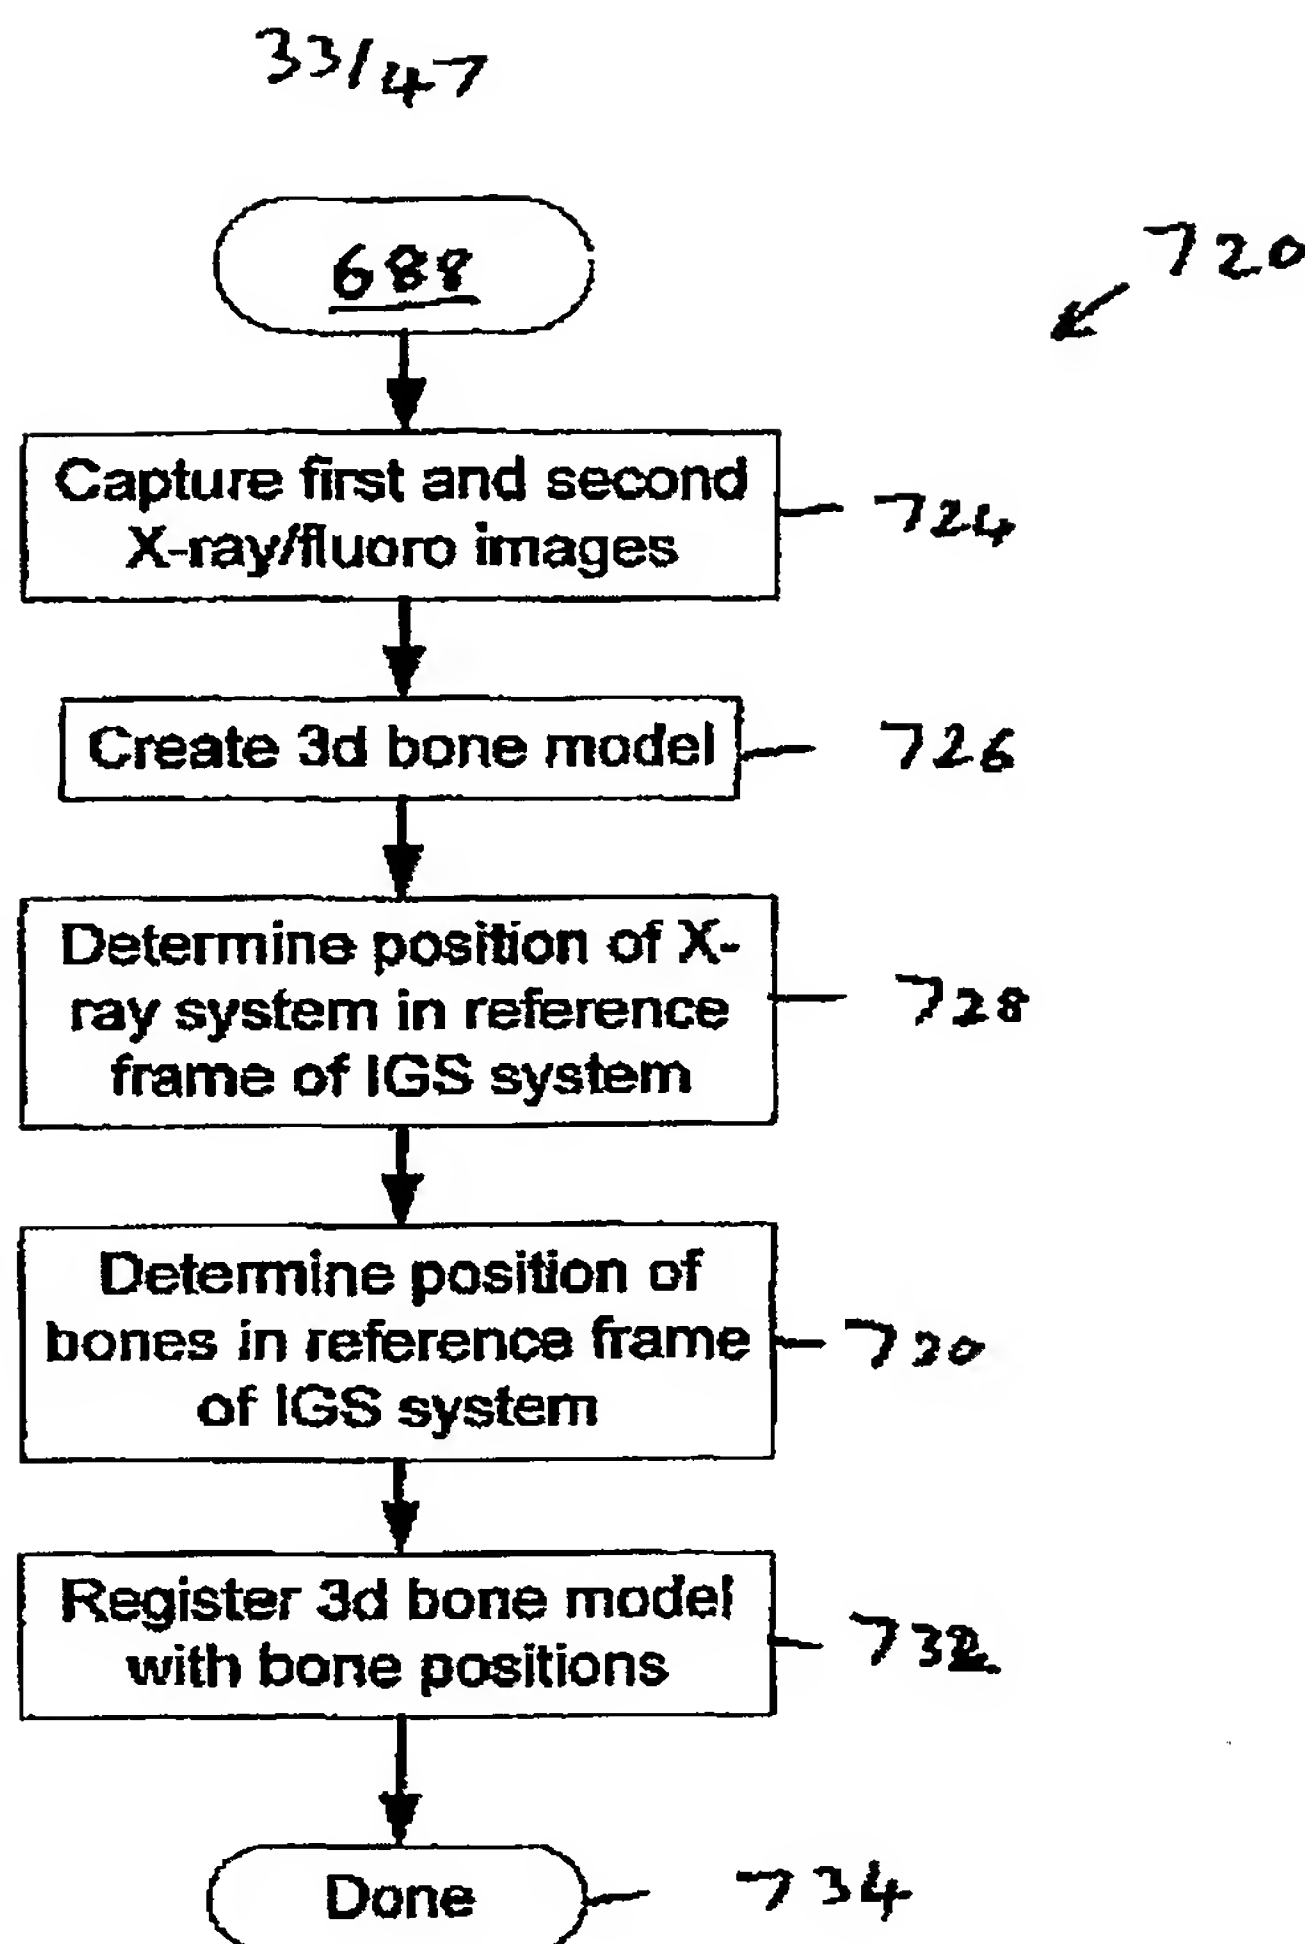 33/47
688
720
Capture first and second
X-ray/fluoro images
724
Create 3d bone model
726
Determine position of X-
ray system in reference
frame of IGS system
728
Determine position of
bones in reference frame
of IGS system
730
Register 3d bone model
with bone positions
732
Done
734